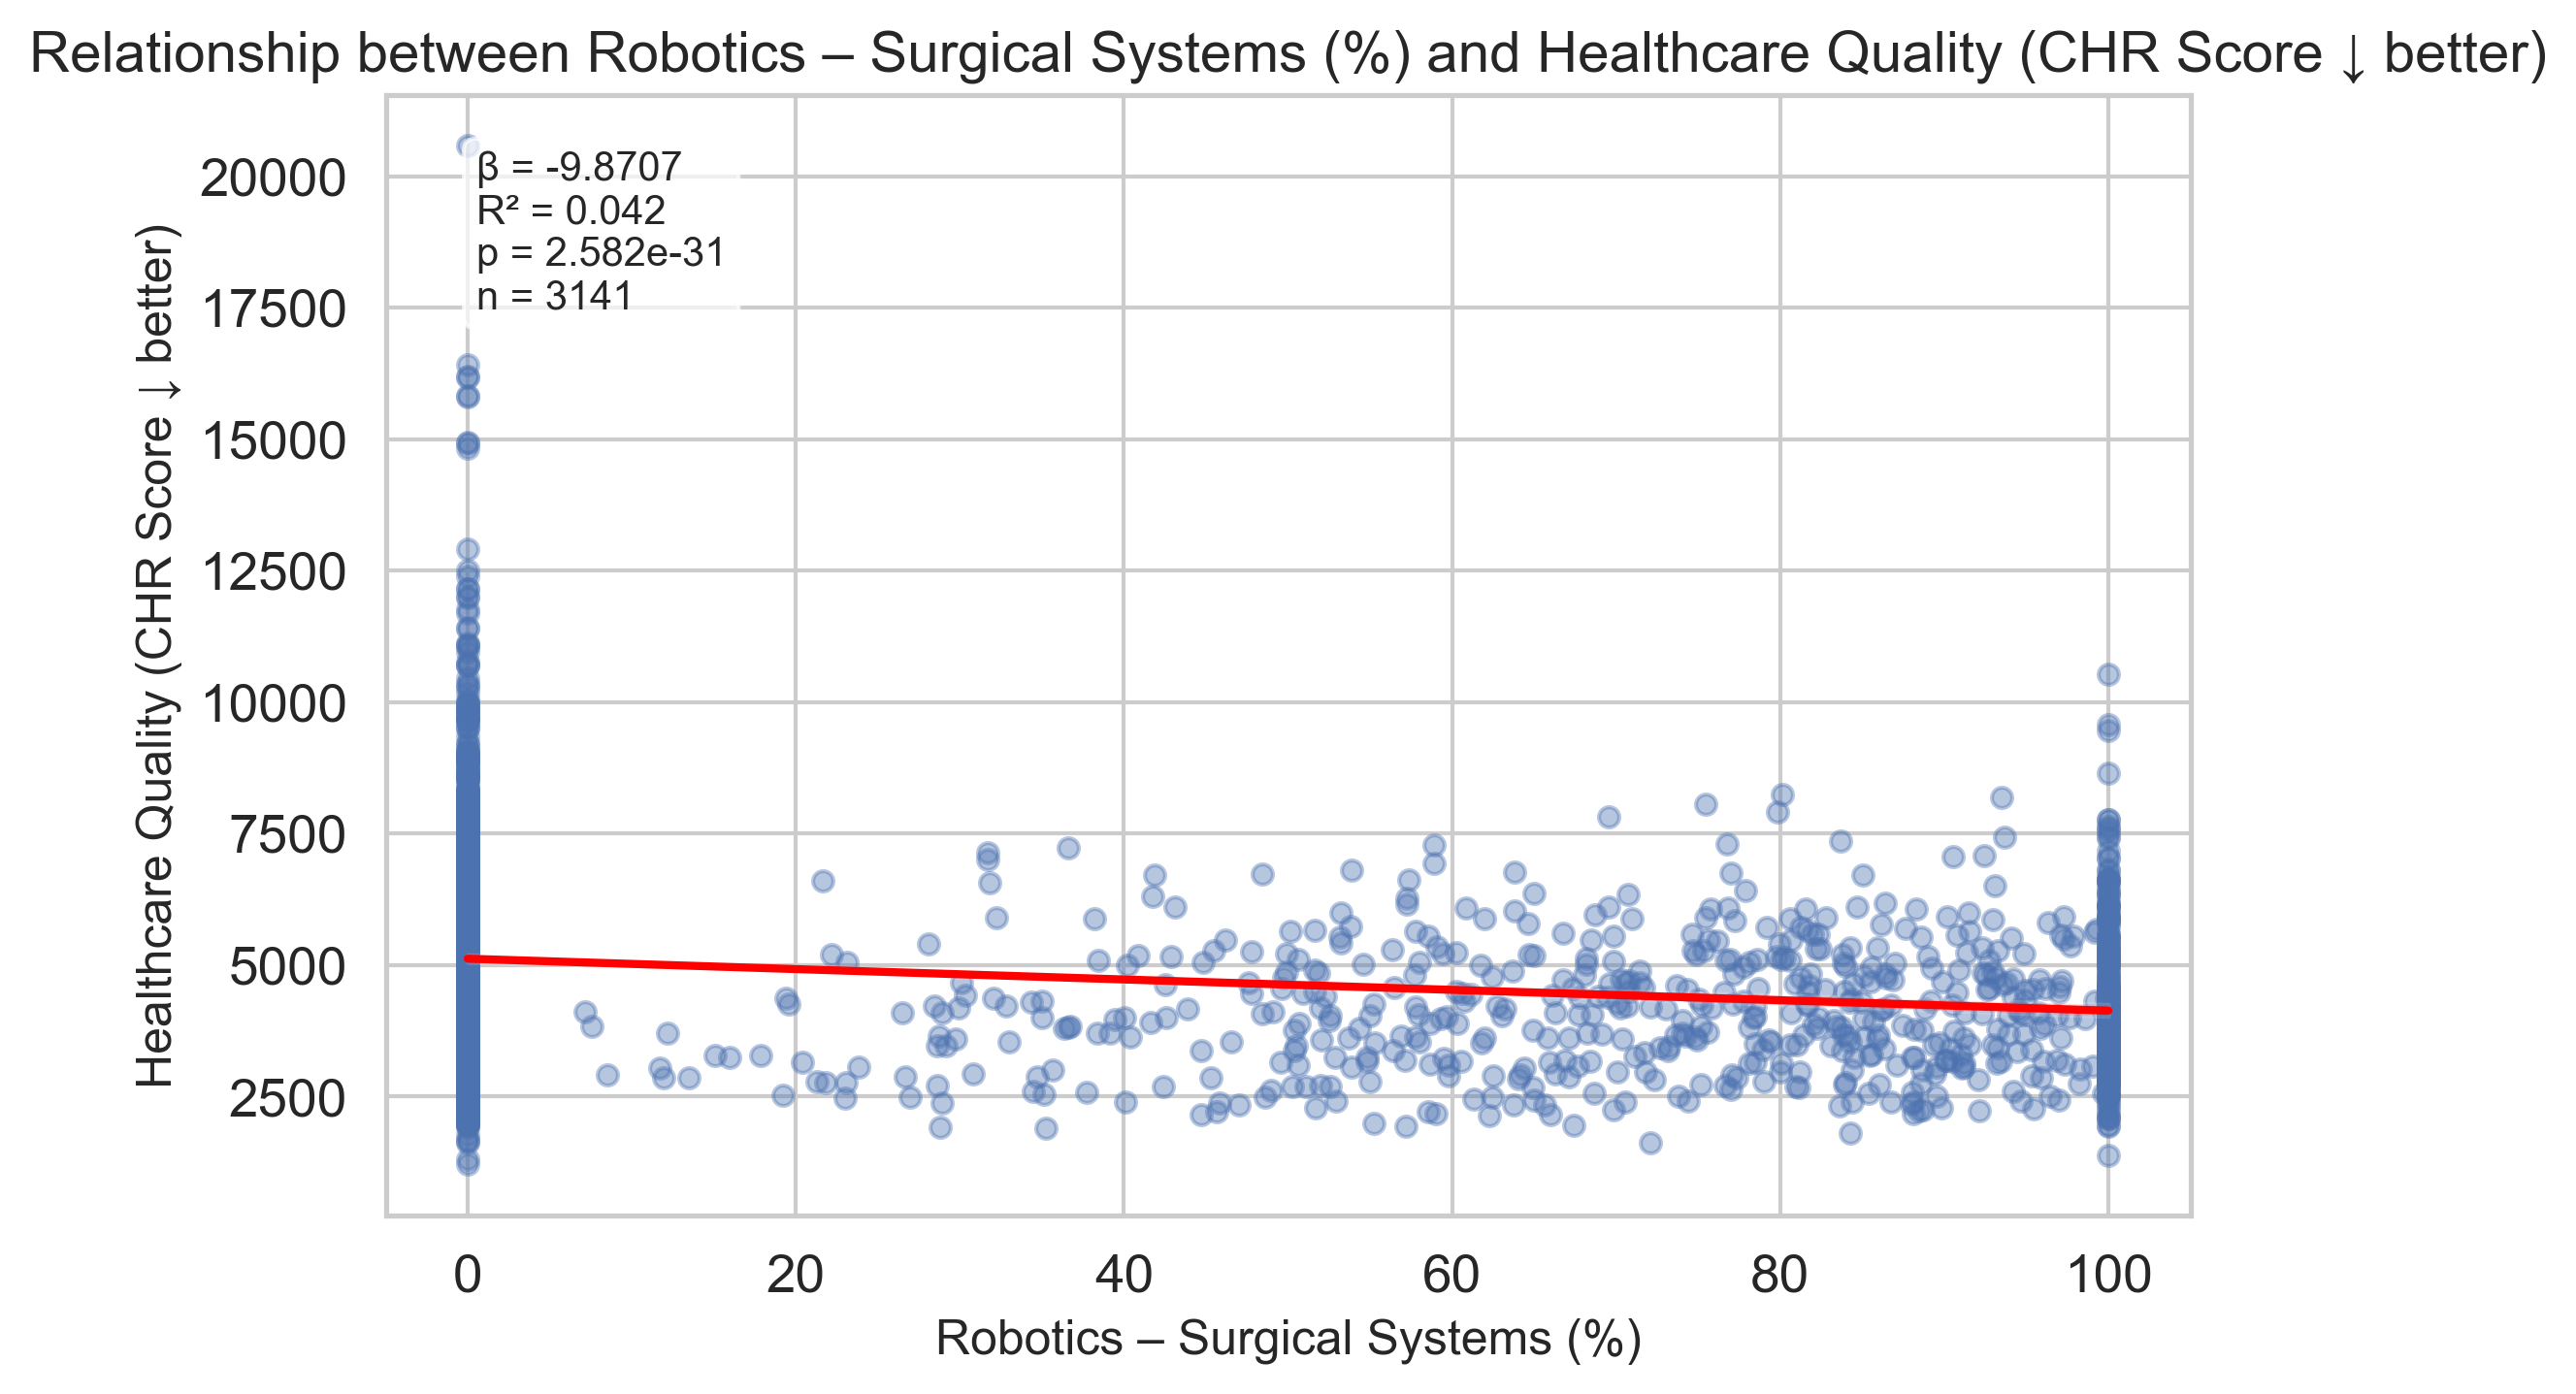 Relationship between Robotics – Surgical Systems (%) and Healthcare Quality (CHR Score ↓ better)
Healthcare Quality (CHR Score ↓ better)
20000
17500
15000
12500
10000
7500
5000
2500
β = -9.8707
R² = 0.042
p = 2.582e-31
n = 3141
0 20 40 60 80 100
Robotics – Surgical Systems (%)